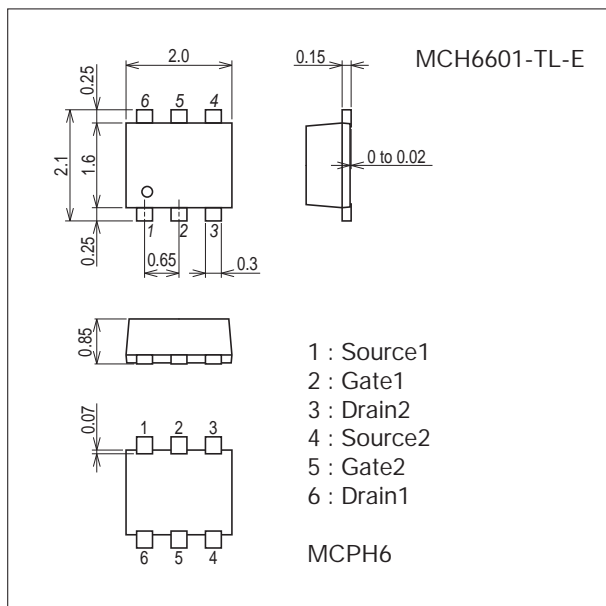 MCH6601-TL-E
2.0
0.15
0.25
6 5 4
2.1
1.6
0 to 0.02
0.25
1 2 3
0.65
0.3
0.85
1 : Source1
2 : Gate1
3 : Drain2
4 : Source2
5 : Gate2
6 : Drain1
0.07
1 2 3
6 5 4
MCPH6